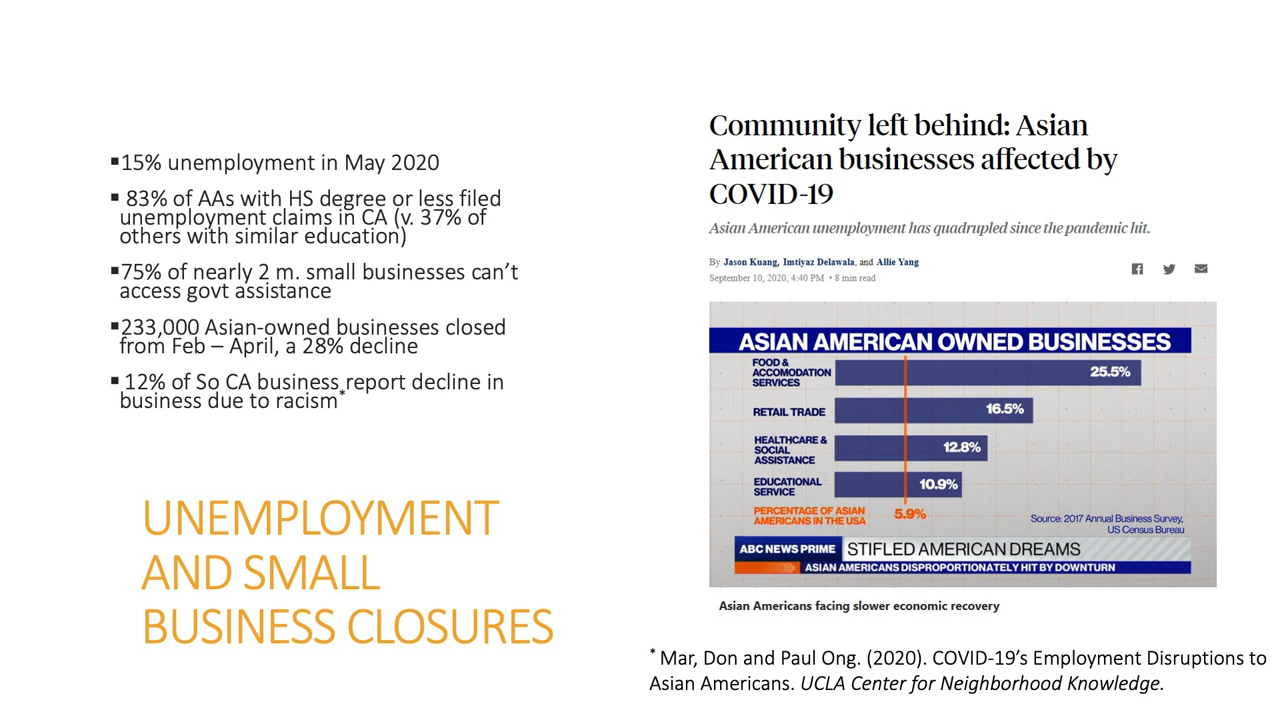 ▪15% unemployment in May 2020
▪ 83% of AAs with HS degree or less filed
unemployment claims in CA (v. 37% of
others with similar education)
▪75% of nearly 2 m. small businesses can't
access govt assistance
▪233,000 Asian-owned businesses closed
from Feb – April, a 28% decline
▪ 12% of So CA business report decline in
business due to racism*
UNEMPLOYMENT
AND SMALL
BUSINESS CLOSURES
Community left behind: Asian
American businesses affected by
COVID-19
Asian American unemployment has quadrupled since the pandemic hit.
By Jason Kuang, Imtiyaz Delawala, and Allie Yang
September 10, 2020, 4:40 PM • 8 min read
ASIAN AMERICAN OWNED BUSINESSES
FOOD &
ACCOMODATION
SERVICES
25.5%
RETAIL TRADE
16.5%
HEALTHCARE &
SOCIAL
ASSISTANCE
12.8%
EDUCATIONAL
SERVICE
10.9%
PERCENTAGE OF ASIAN
AMERICANS IN THE USA
5.9%
Source: 2017 Annual Business Survey,
US Census Bureau
ABC NEWS PRIME STIFLED AMERICAN DREAMS
ASIAN AMERICANS DISPROPORTIONATELY HIT BY DOWNTURN
Asian Americans facing slower economic recovery
* Mar, Don and Paul Ong. (2020). COVID-19's Employment Disruptions to
Asian Americans. UCLA Center for Neighborhood Knowledge.